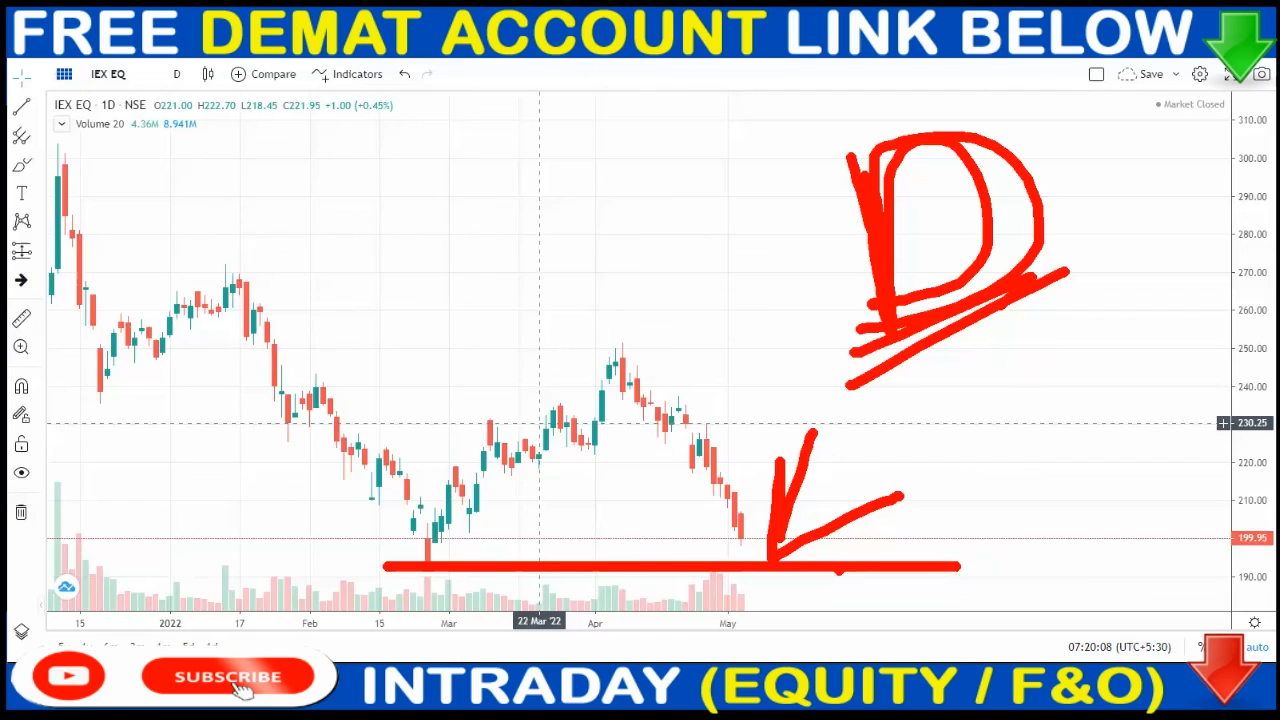 FREE DEMAT ACCOUNT LINK BELOW
IEX EQ D Compare Indicators Save
IEX EQ · 1D · NSE O221.00 H222.70 L218.45 C221.95 +1.00 (+0.45%) Market Closed
Volume 20 4.36M 8.941M
T
D
310.00
300.00
290.00
280.00
270.00
260.00
250.00
240.00
230.25
220.00
210.00
199.95
190.00
15 2022 17 Feb 15 Mar 22 Mar '22 Apr May
07:20:08 (UTC+5:30) % auto
SUBSCRIBE
INTRADAY (EQUITY / F&O)